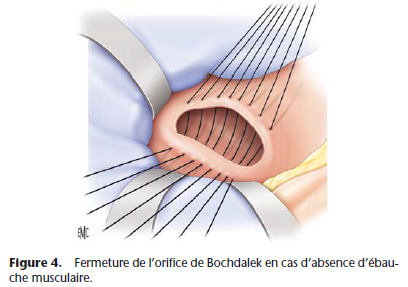 EMC
Figure 4. Fermeture de l'orifice de Bochdalek en cas d'absence d'ébau-
che musculaire.